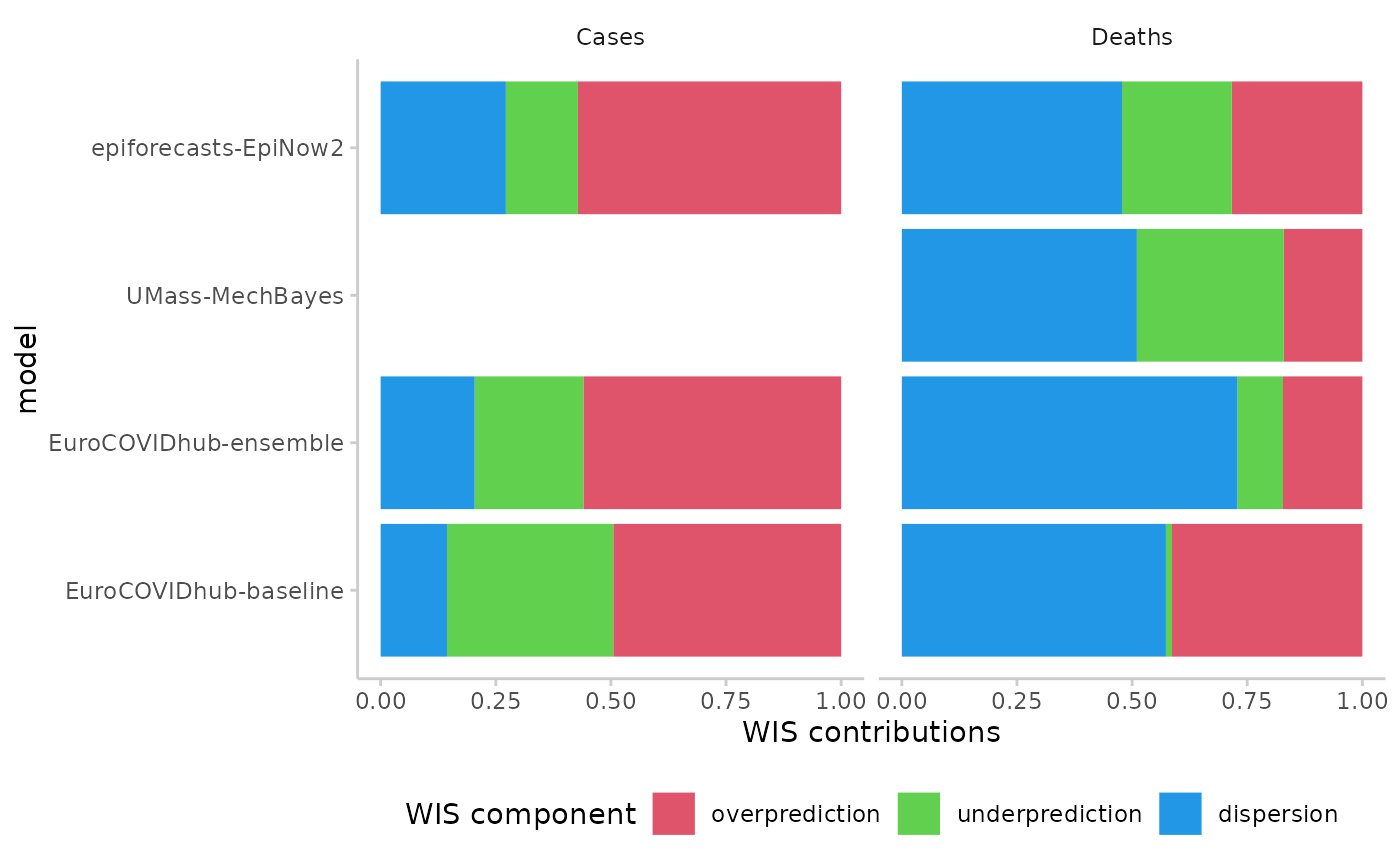 Cases
Deaths
model
epiforecasts-EpiNow2
UMass-MechBayes
EuroCOVIDhub-ensemble
EuroCOVIDhub-baseline
0.00 0.25 0.50 0.75 1.00
0.00 0.25 0.50 0.75 1.00
WIS contributions
WIS component overprediction underprediction dispersion